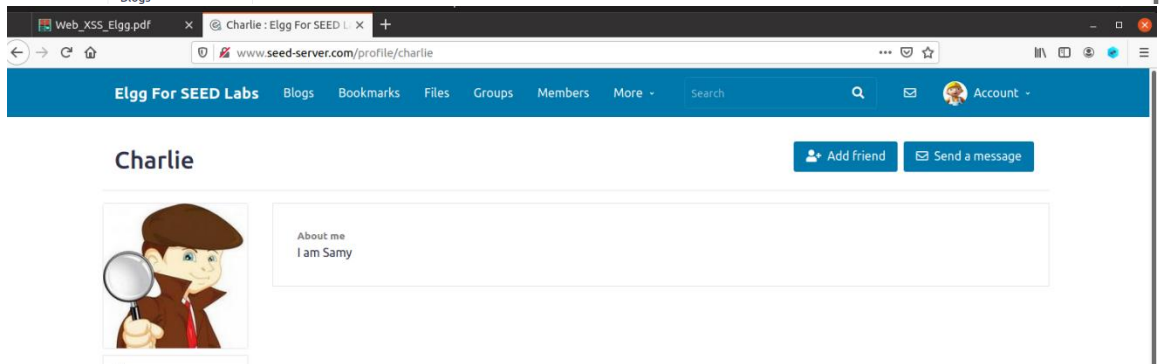 Blogs
Web_XSS_Elgg.pdf Charlie : Elgg For SEED L
www.seed-server.com/profile/charlie
Elgg For SEED Labs Blogs Bookmarks Files Groups Members More Search Account
Charlie Add friend Send a message
About me
I am Samy